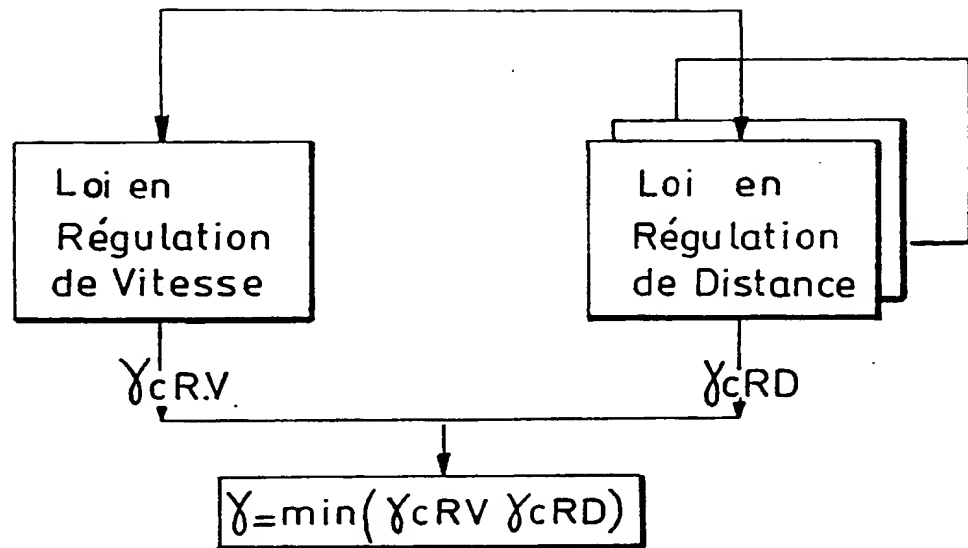 Loi en
Régulation
de Vitesse
Loi en
Régulation
de Distance
γcR.V
γcRD
γ=min(γcRV γcRD)